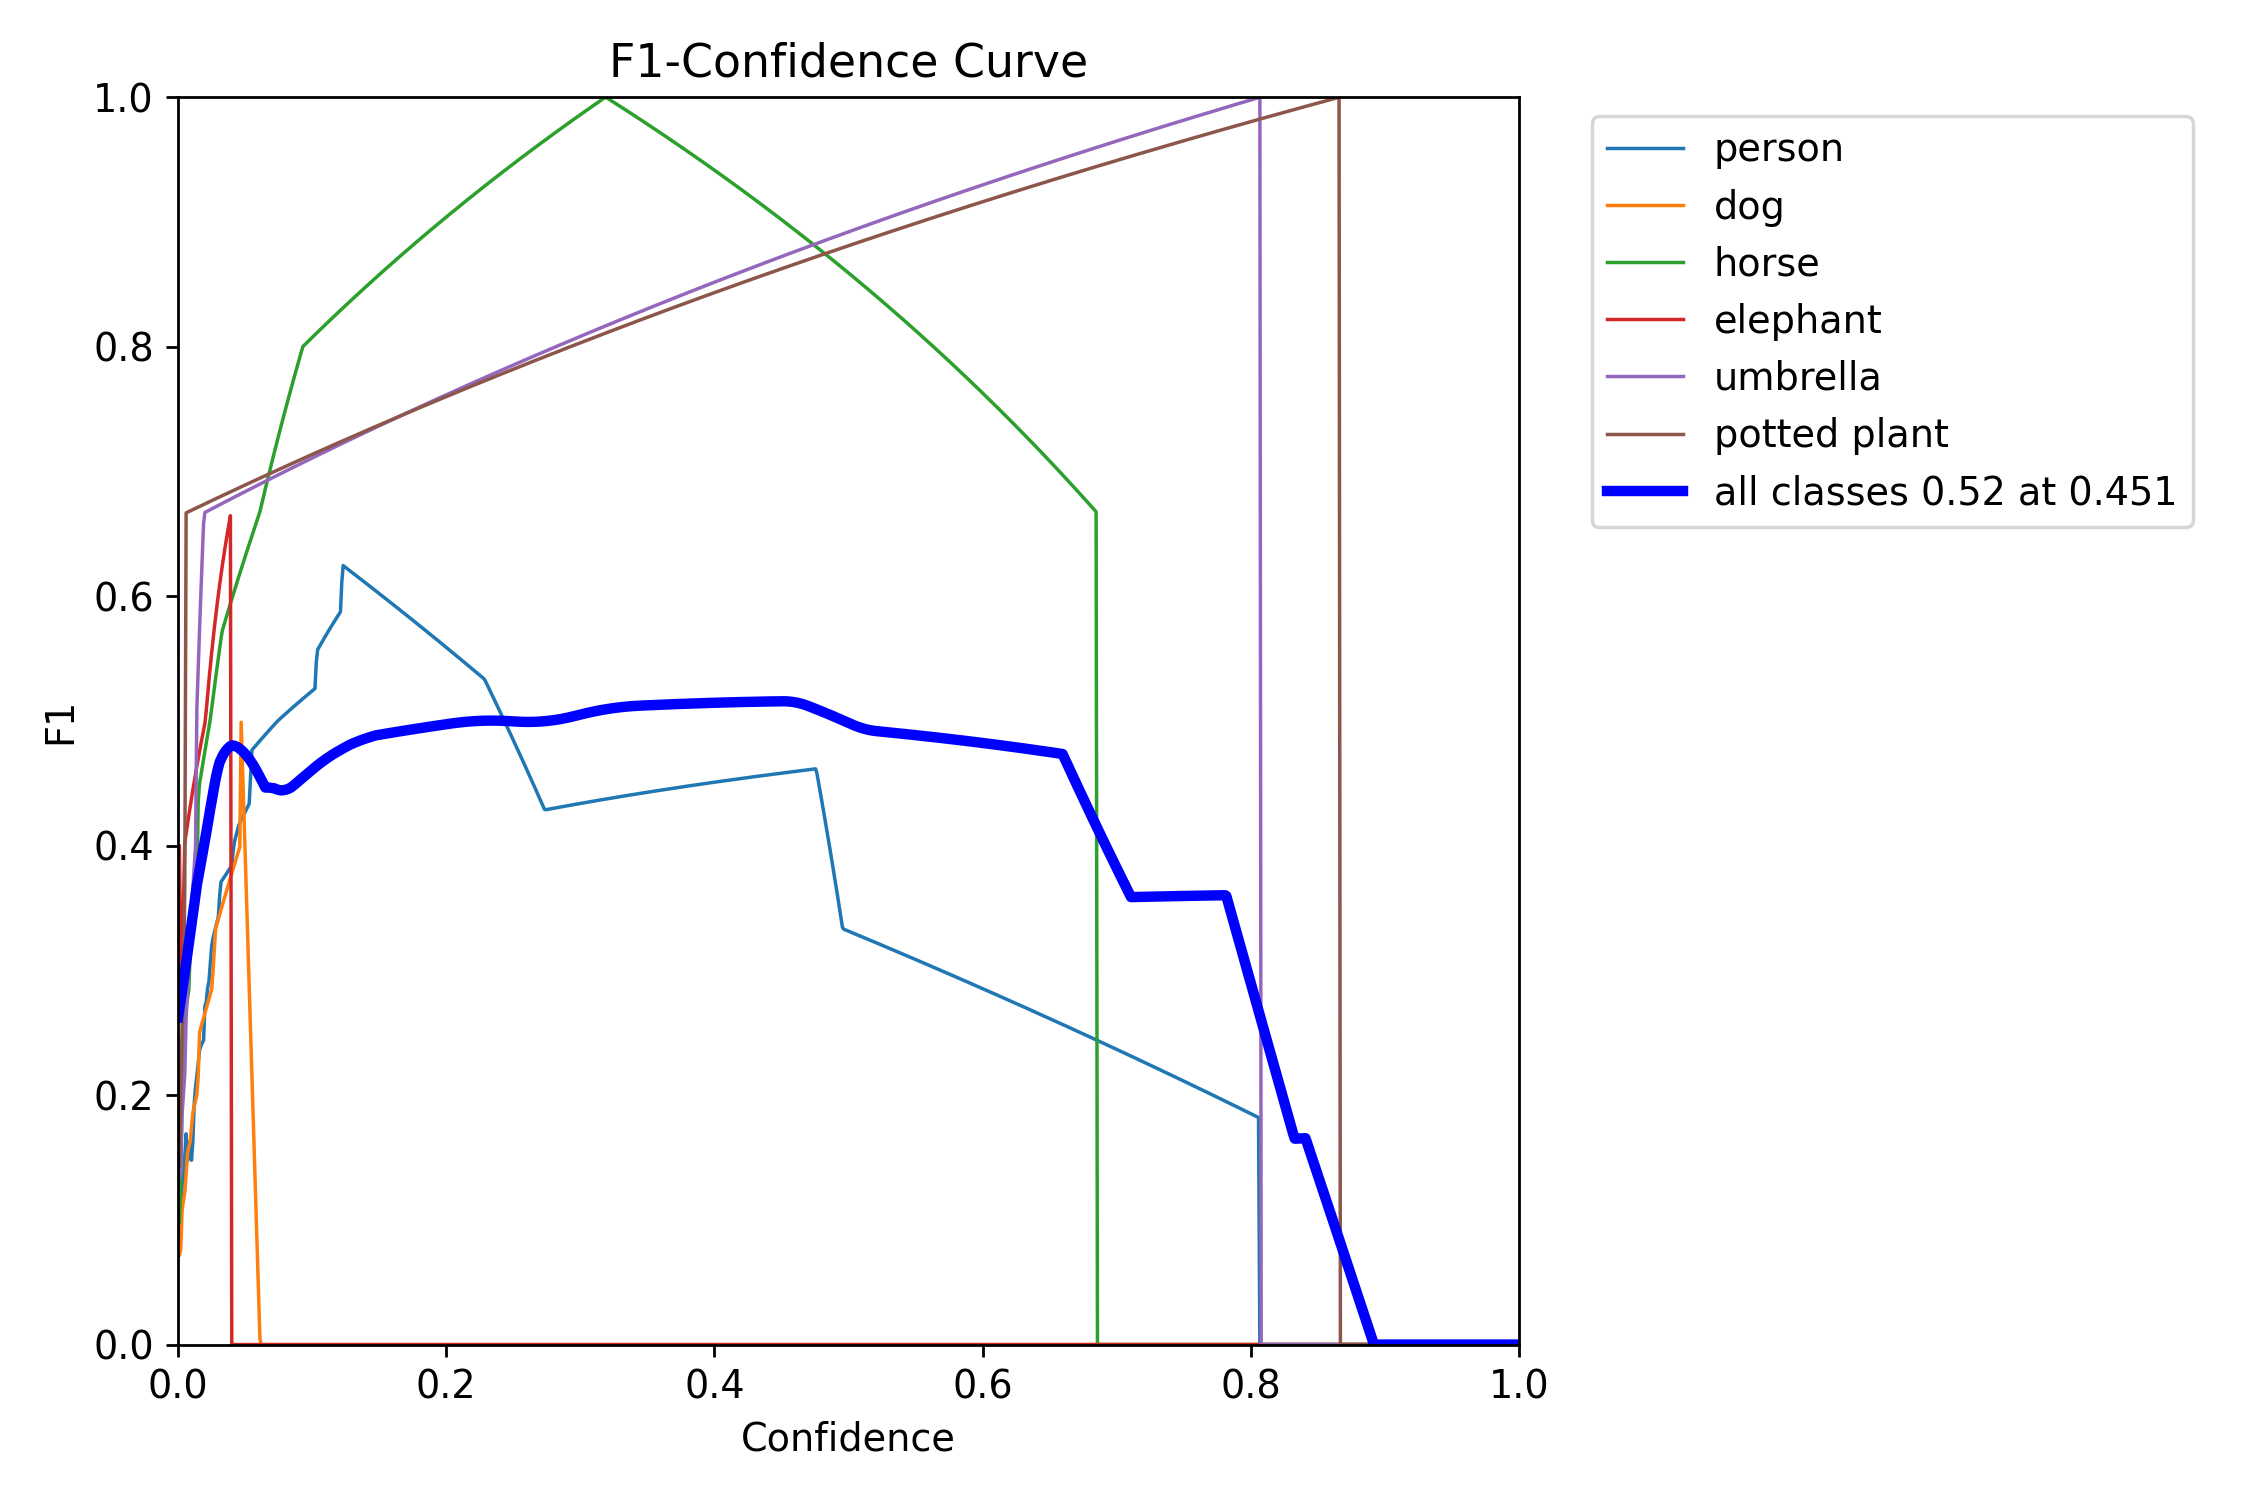 F1-Confidence Curve
1.0
0.8
0.6
0.4
0.2
0.0
F1
0.0 0.2 0.4 0.6 0.8 1.0
Confidence
person
dog
horse
elephant
umbrella
potted plant
all classes 0.52 at 0.451